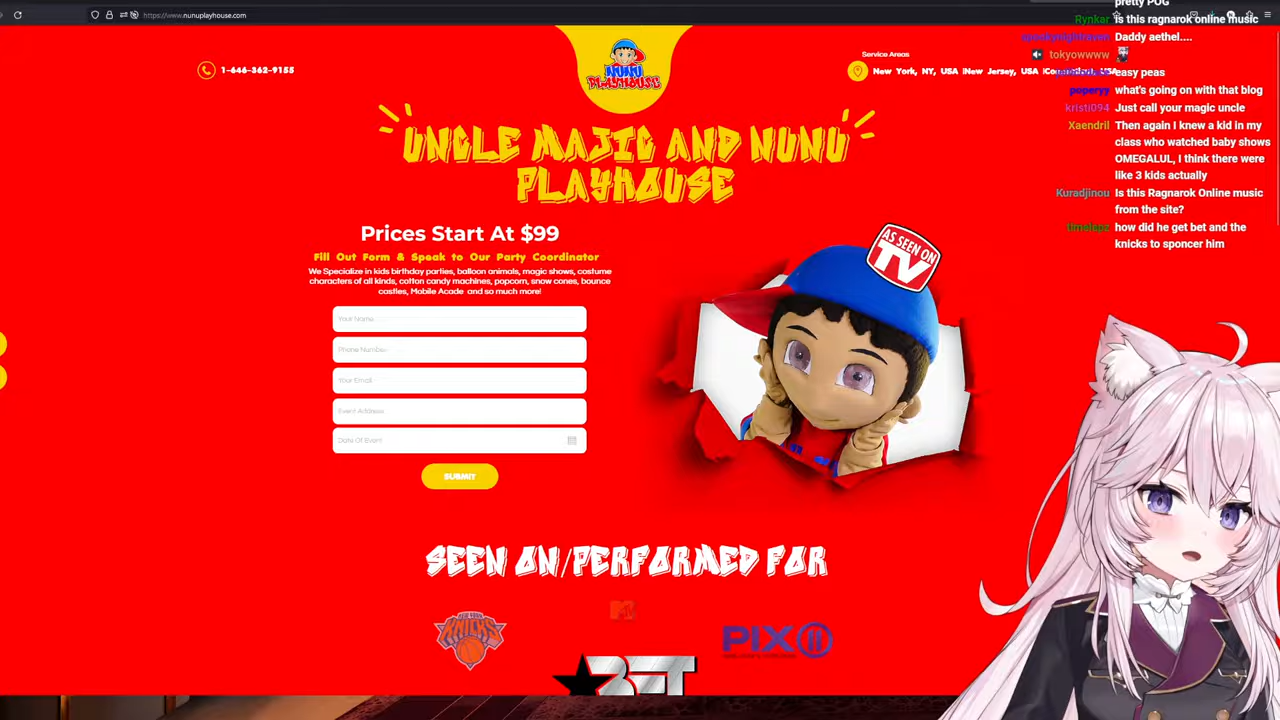 https://www.nunuplayhouse.com
1-646-362-9155
NUNU
PLAYHOUSE
Service Areas
New York, NY, USA |New Jersey, USA
UNCLE MAJIC AND NUNU
PLAYHOUSE
Prices Start At $99
Fill Out Form & Speak to Our Party Coordinator
We Specialize in kids birthday parties, balloon animals, magic shows, costume
characters of all kinds, cotton candy machines, popcorn, snow cones, bounce
castles, Mobile Acade and so much more!
Your Name
Phone Number
Your Email
Event Address
Date Of Event
SUBMIT
AS SEEN ON
TV
SEEN ON/PERFORMED FOR
NEW YORK
KNICKS
MTV
PIX11
BET
pretty POG
Rynkar is this ragnarok online music
Daddy aethel....
tokyowwww
easy peas
poperyy what's going on with that blog
kristi094 Just call your magic uncle
Xaendril Then again I knew a kid in my
class who watched baby shows
OMEGALUL, I think there were
like 3 kids actually
Kuradjinou Is this Ragnarok Online music
from the site?
how did he get bet and the
knicks to sponcer him